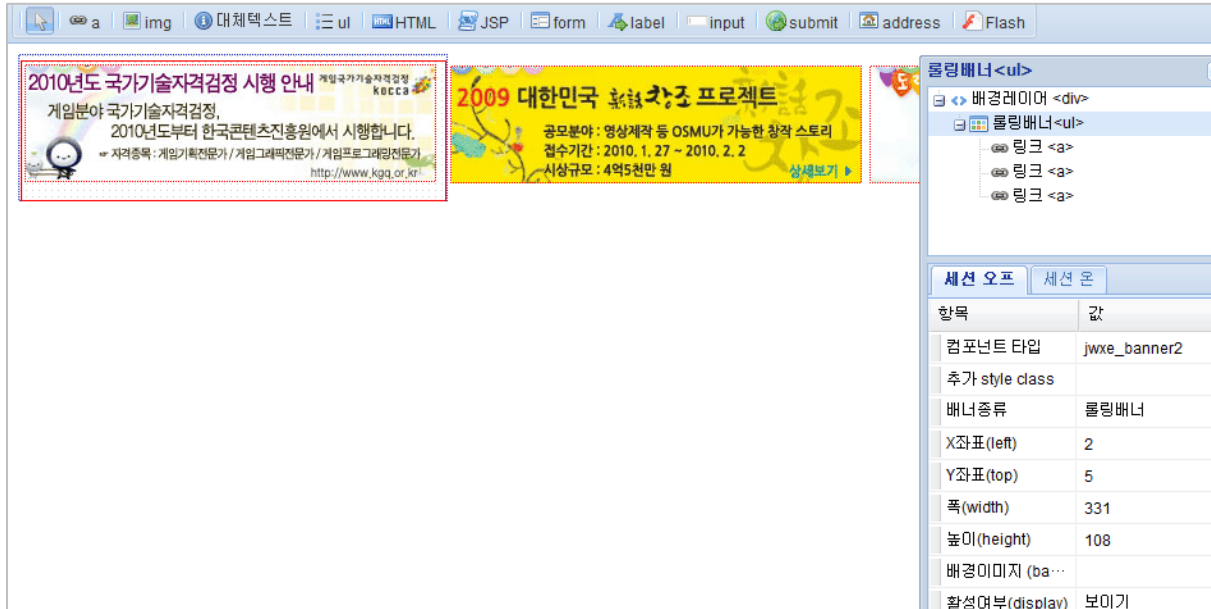 a img 대체텍스트 ul HTML JSP form label input submit address Flash
2010년도 국가기술자격검정 시행 안내 게임국가기술자격검정
kocca
게임분야 국가기술자격검정,
2010년도부터 한국콘텐츠진흥원에서 시행합니다.
☞ 자격종목 : 게임기획전문가 / 게임그래픽전문가 / 게임프로그래밍전문가
http://www.kgq.or.kr
2009 대한민국 新話창조 프로젝트
공모분야 : 영상제작 등 OSMU가 가능한 창작 스토리
접수기간 : 2010. 1. 27 ~ 2010. 2. 2
시상규모 : 4억5천만 원
상세보기
롤링배너<ul>
배경레이어 <div>
롤링배너<ul>
링크 <a>
링크 <a>
링크 <a>
세션 오프 세션 온
항목 값
컴포넌트 타입 jwxe_banner2
추가 style class
배너종류 롤링배너
X좌표(left) 2
Y좌표(top) 5
폭(width) 331
높이(height) 108
배경이미지 (ba…
활성여부(display) 보이기